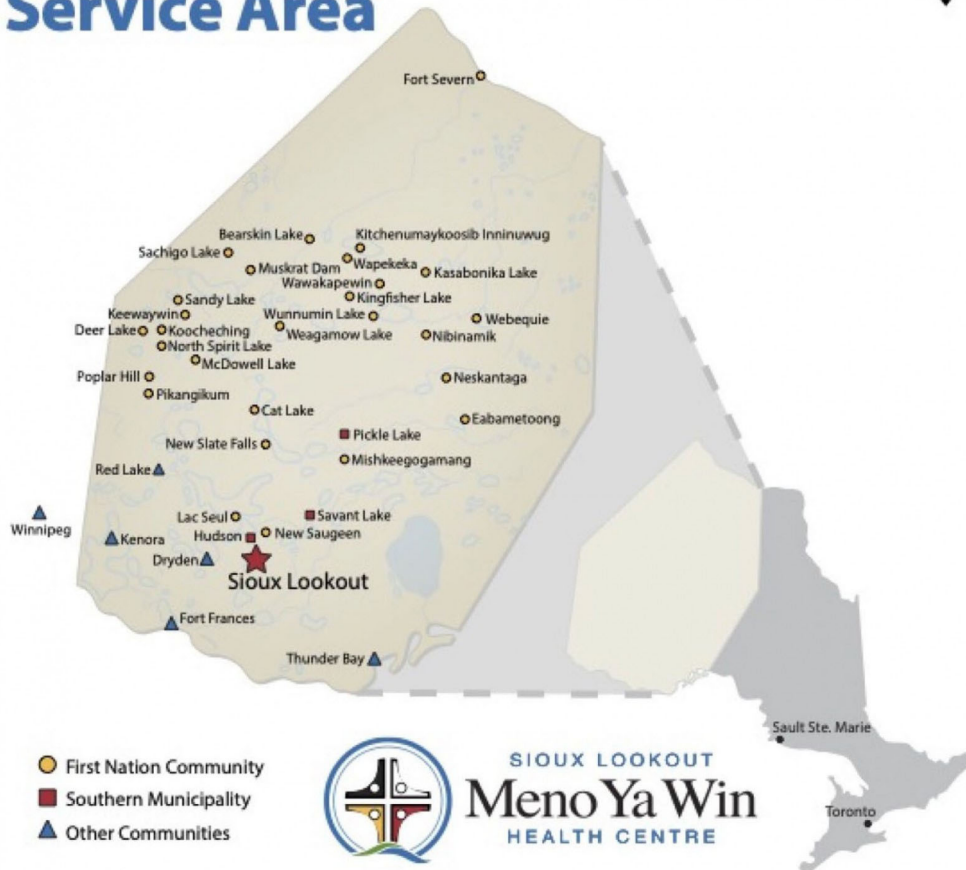 Service Area
Fort Severn
Bearskin Lake
Kitchenumaykoosib Inninuwug
Sachigo Lake
Wapekeka
Muskrat Dam
Kasabonika Lake
Wawakapewin
Sandy Lake
Kingfisher Lake
Keewaywin
Wunnumin Lake
Webequie
Deer Lake
Koocheching
Weagamow Lake
Nibinamik
North Spirit Lake
McDowell Lake
Poplar Hill
Neskantaga
Pikangikum
Cat Lake
Eabametoong
Pickle Lake
New Slate Falls
Mishkeegogamang
Red Lake
Winnipeg
Lac Seul
Savant Lake
Kenora
Hudson
New Saugeen
Dryden
Sioux Lookout
Fort Frances
Thunder Bay
Sault Ste. Marie
Toronto
First Nation Community
Southern Municipality
Other Communities
SIOUX LOOKOUT
Meno Ya Win
HEALTH CENTRE